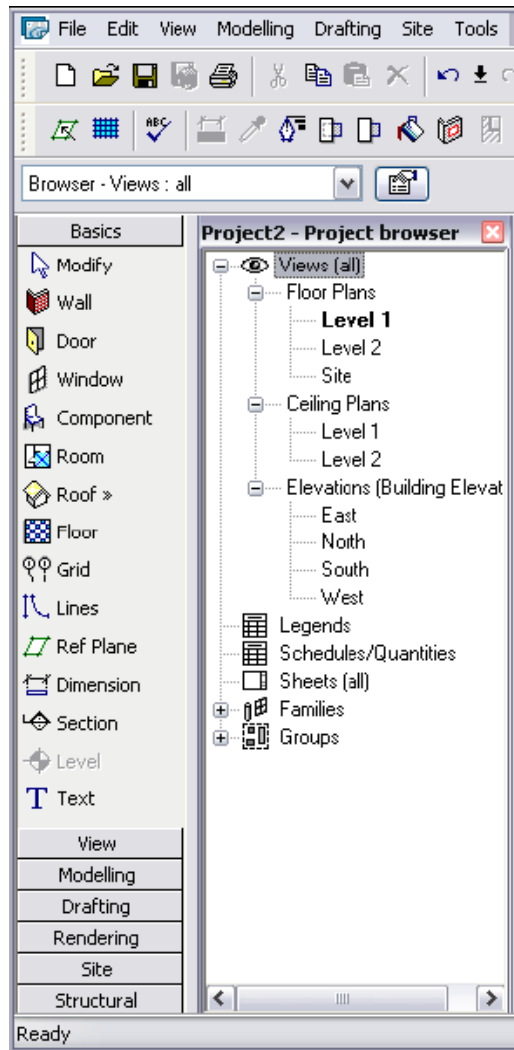 File Edit View Modelling Drafting Site Tools
ABC
Browser - Views : all
Basics
Modify
Wall
Door
Window
Component
Room
Roof »
Floor
Grid
Lines
Ref Plane
Dimension
Section
Level
T Text
View
Modelling
Drafting
Rendering
Site
Structural
Project2 - Project browser
Views (all)
Floor Plans
Level 1
Level 2
Site
Ceiling Plans
Level 1
Level 2
Elevations (Building Elevat
East
North
South
West
Legends
Schedules/Quantities
Sheets (all)
Families
Groups
Ready